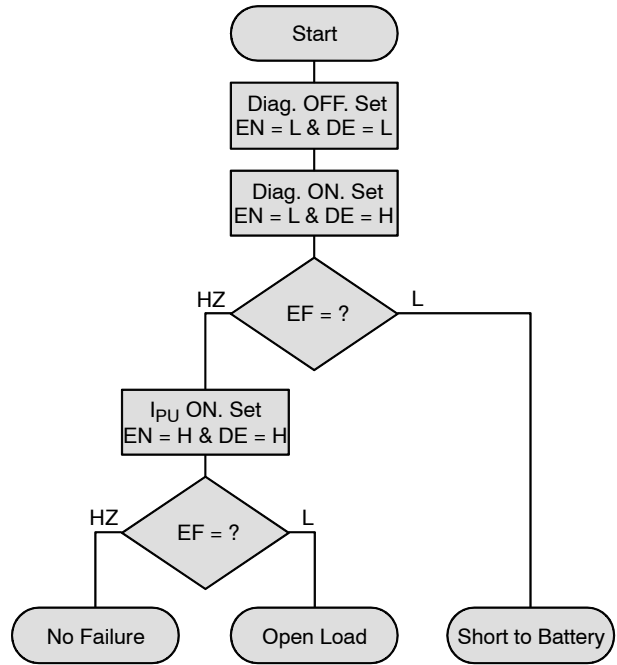 Start
Diag. OFF. Set
EN = L & DE = L
Diag. ON. Set
EN = L & DE = H
HZ
EF = ?
L
IPU ON. Set
EN = H & DE = H
HZ
EF = ?
L
No Failure
Open Load
Short to Battery